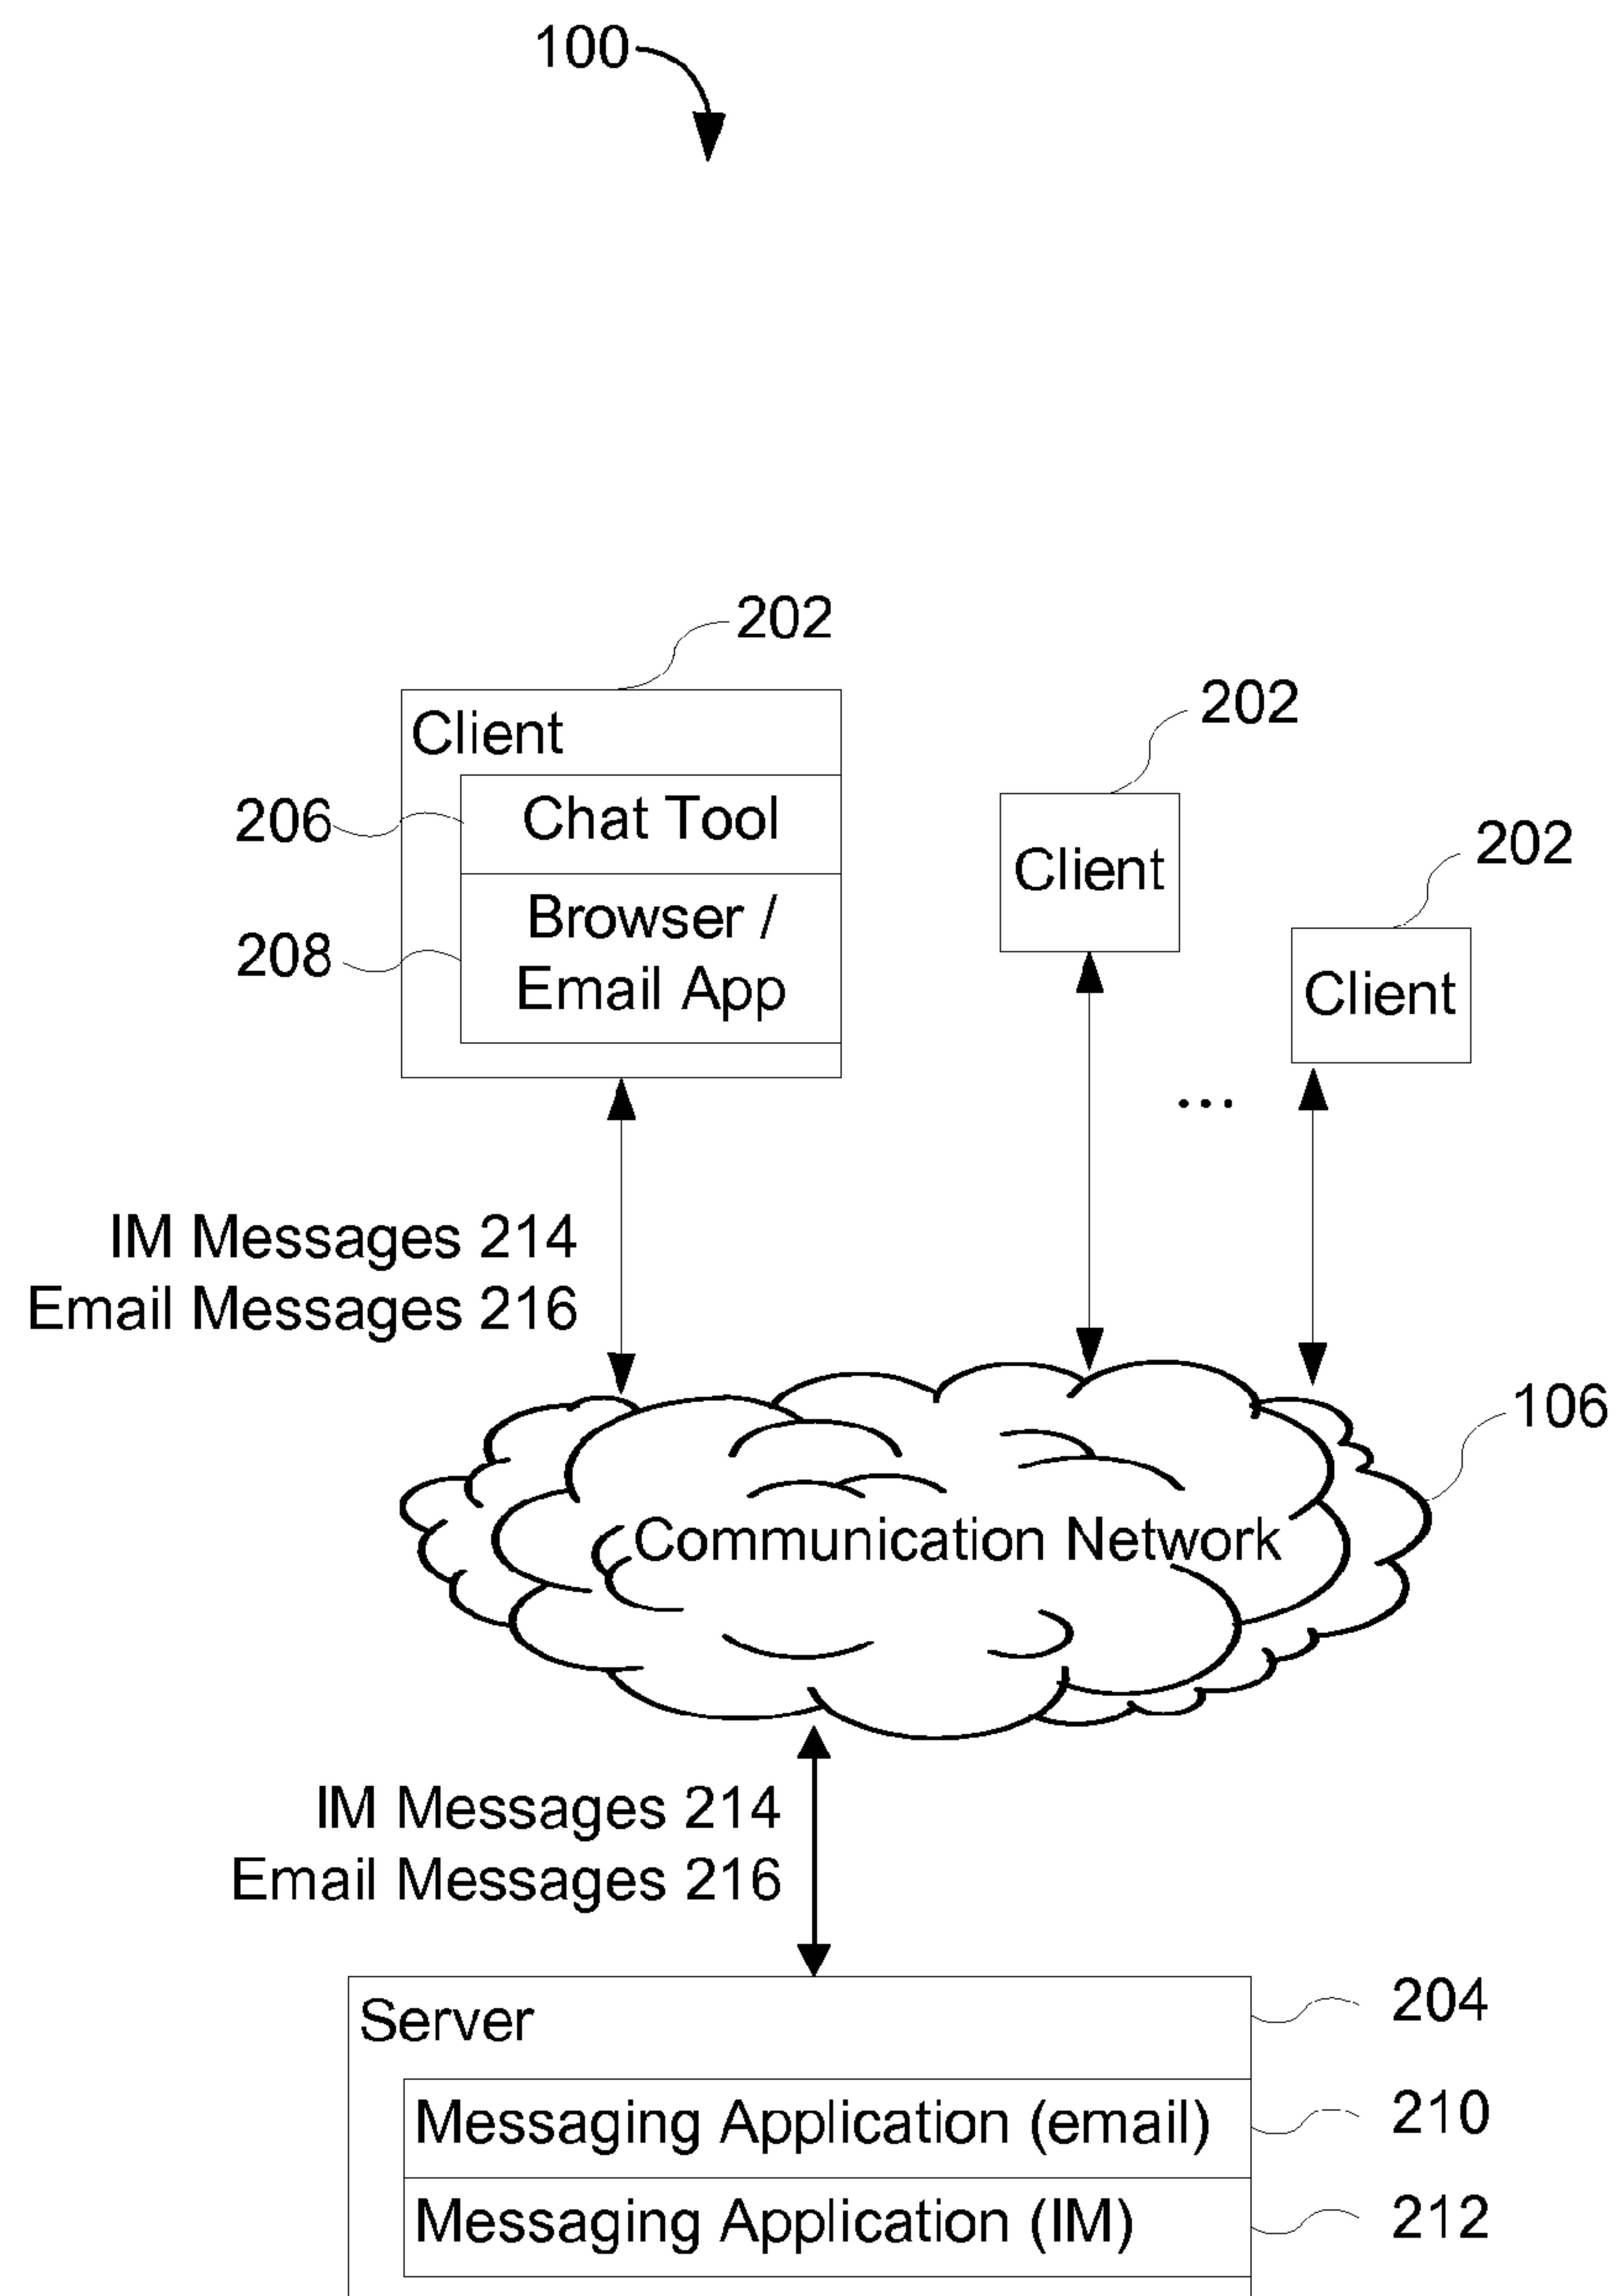 100
202
Client
202
206
Chat Tool
202
Client
208
Browser /
Email App
Client
...
IM Messages 214
Email Messages 216
106
Communication Network
IM Messages 214
Email Messages 216
Server
204
Messaging Application (email)
210
Messaging Application (IM)
212